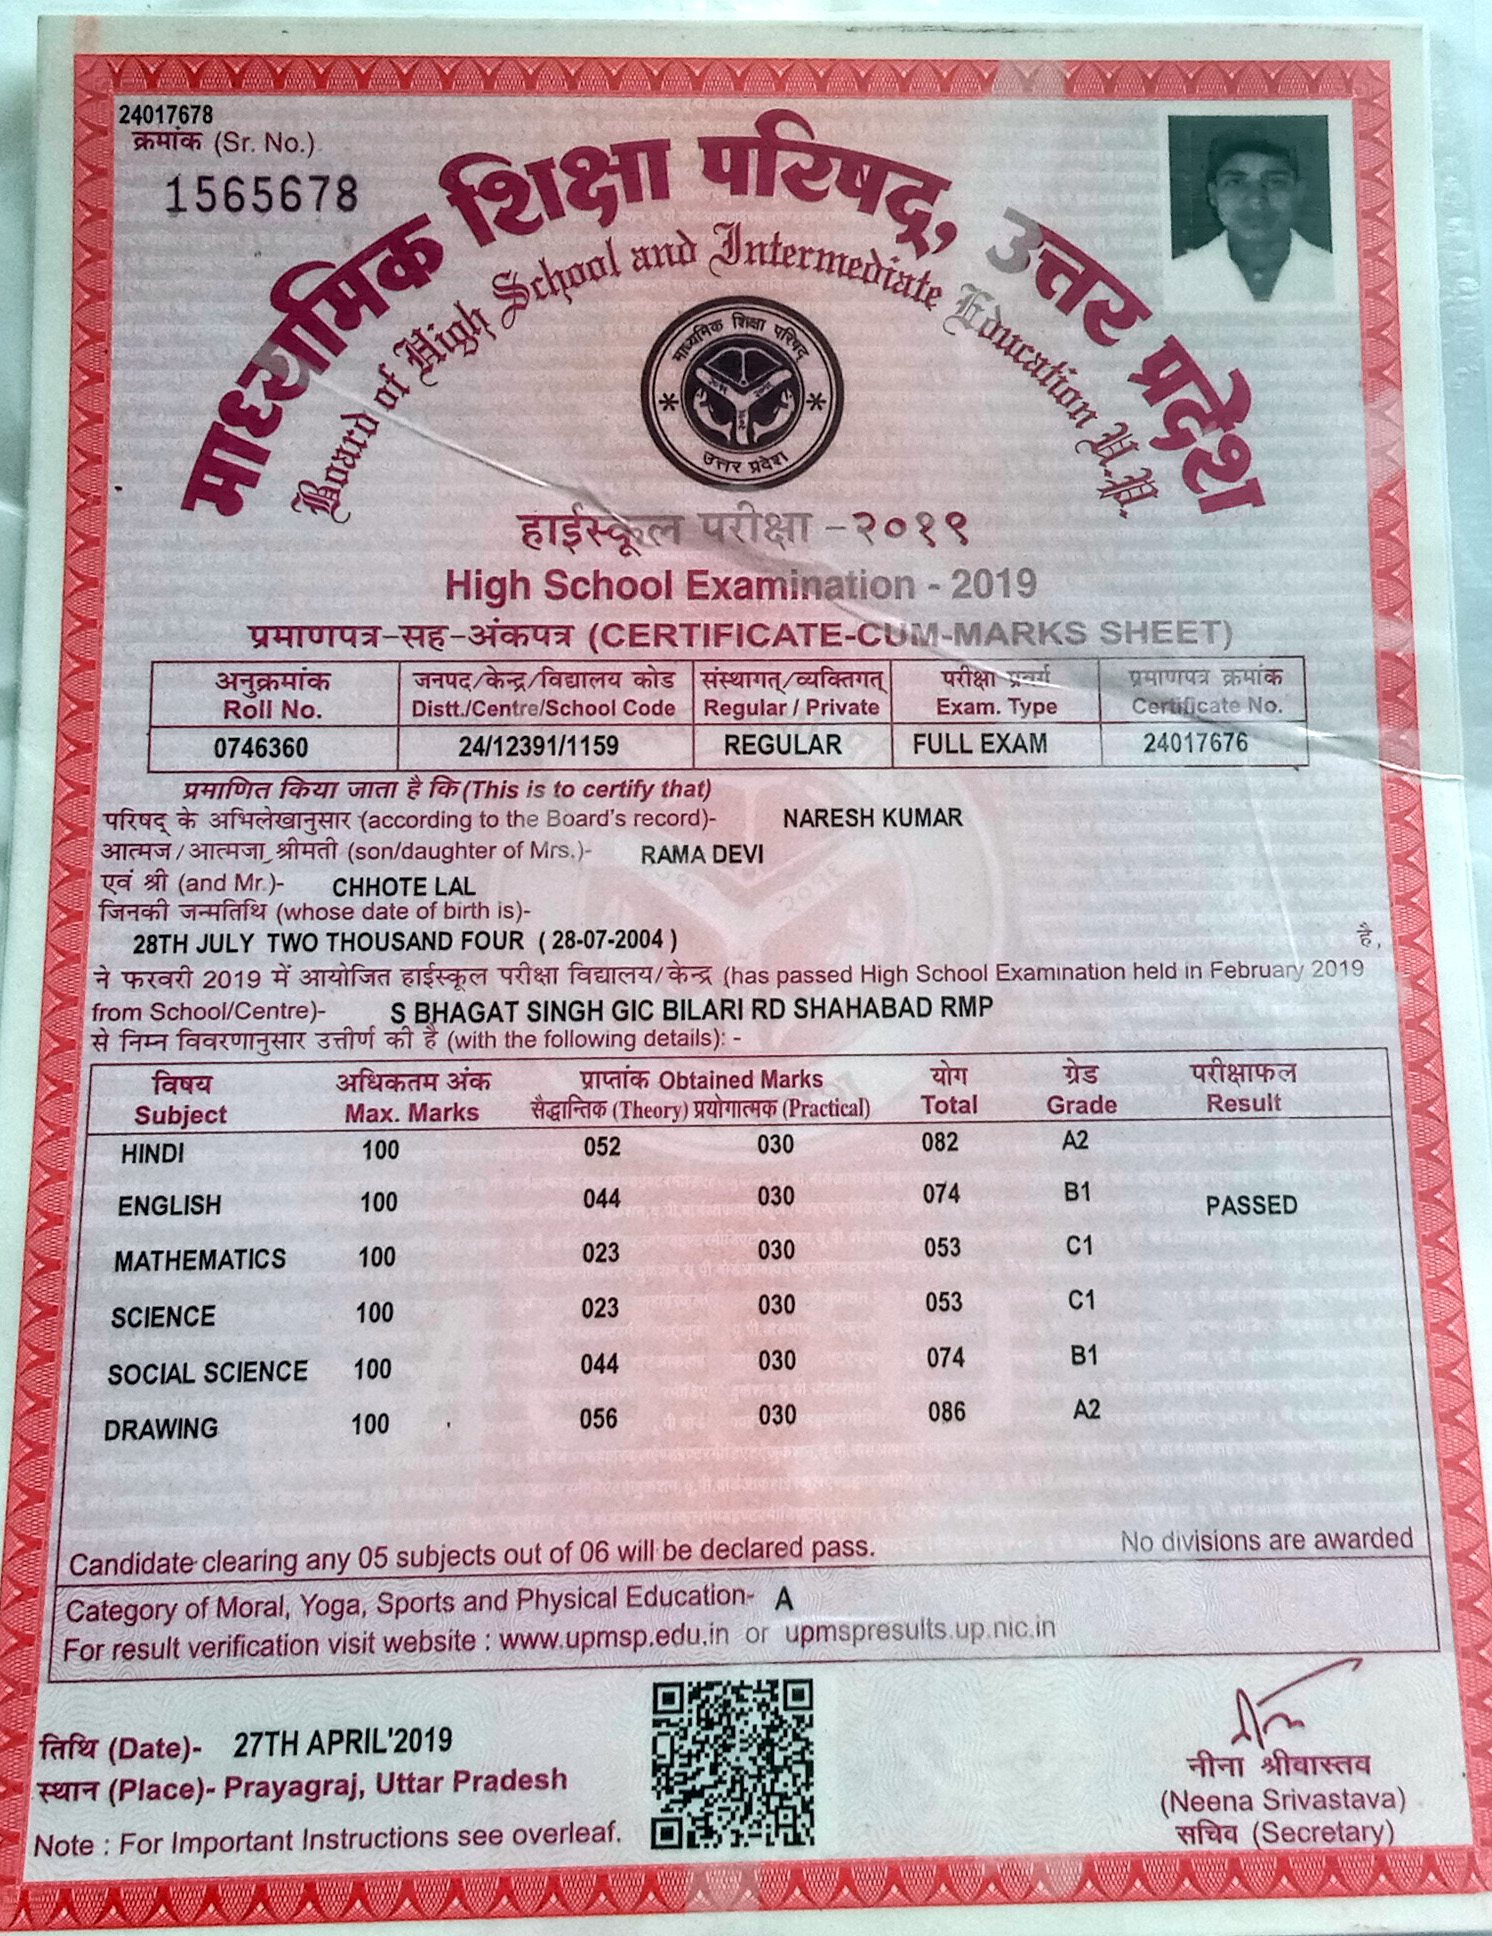 24017678
क्रमांक (Sr. No.)
1565678
माध्यमिक शिक्षा परिषद्, उत्तर प्रदेश
Board of High School and Intermediate Education U.P.
माध्यमिक शिक्षा परिषद्
उत्तर प्रदेश
हाईस्कूल परीक्षा -२०१९
High School Examination - 2019
प्रमाणपत्र-सह-अंकपत्र (CERTIFICATE-CUM-MARKS SHEET)
अनुक्रमांक जनपद/केन्द्र/विद्यालय कोड संस्थागत्/व्यक्तिगत् परीक्षा प्रवर्ग प्रमाणपत्र क्रमांक
Roll No. Distt./Centre/School Code Regular / Private Exam. Type Certificate No.
0746360 24/12391/1159 REGULAR FULL EXAM 24017676
प्रमाणित किया जाता है कि (This is to certify that)
परिषद् के अभिलेखानुसार (according to the Board's record)- NARESH KUMAR
आत्मज/आत्मजा श्रीमती (son/daughter of Mrs.)- RAMA DEVI
एवं श्री (and Mr.)- CHHOTE LAL
जिनकी जन्मतिथि (whose date of birth is)-
28TH JULY TWO THOUSAND FOUR ( 28-07-2004 ) है,
ने फरवरी 2019 में आयोजित हाईस्कूल परीक्षा विद्यालय/केन्द्र (has passed High School Examination held in February 2019
from School/Centre)- S BHAGAT SINGH GIC BILARI RD SHAHABAD RMP
से निम्न विवरणानुसार उत्तीर्ण की है (with the following details): -
विषय अधिकतम अंक प्राप्तांक Obtained Marks योग ग्रेड परीक्षाफल
Subject Max. Marks सैद्धान्तिक (Theory) प्रयोगात्मक (Practical) Total Grade Result
HINDI 100 052 030 082 A2
ENGLISH 100 044 030 074 B1 PASSED
MATHEMATICS 100 023 030 053 C1
SCIENCE 100 023 030 053 C1
SOCIAL SCIENCE 100 044 030 074 B1
DRAWING 100 056 030 086 A2
Candidate clearing any 05 subjects out of 06 will be declared pass. No divisions are awarded
Category of Moral, Yoga, Sports and Physical Education- A
For result verification visit website : www.upmsp.edu.in or upmspresults.up.nic.in
तिथि (Date)- 27TH APRIL'2019
स्थान (Place)- Prayagraj, Uttar Pradesh
Note : For Important Instructions see overleaf.
नीना श्रीवास्तव
(Neena Srivastava)
सचिव (Secretary)